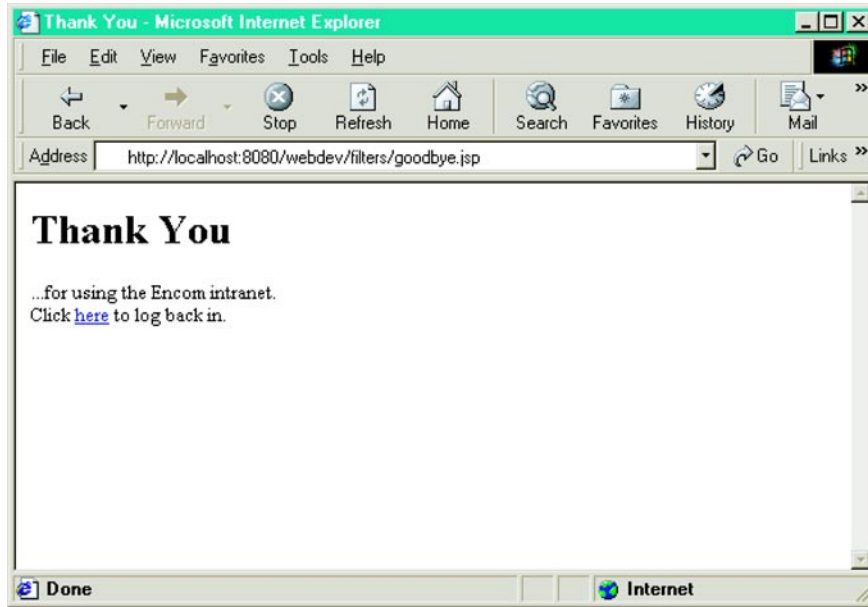 Thank You - Microsoft Internet Explorer
File Edit View Favorites Tools Help
Back Forward Stop Refresh Home Search Favorites History Mail »
Address http://localhost:8080/webdev/filters/goodbye.jsp Go Links »
Thank You
...for using the Encom intranet.
Click here to log back in.
Done Internet